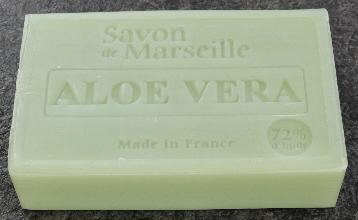 Savon
de Marseille
ALOE VERA
Made in France
72%
d'huile